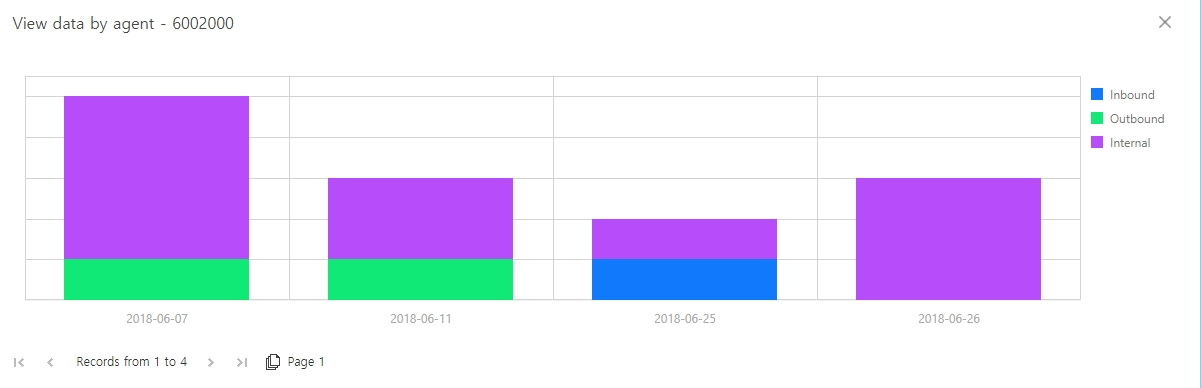 View data by agent - 6002000
Inbound
Outbound
Internal
2018-06-07 2018-06-11 2018-06-25 2018-06-26
Records from 1 to 4 Page 1